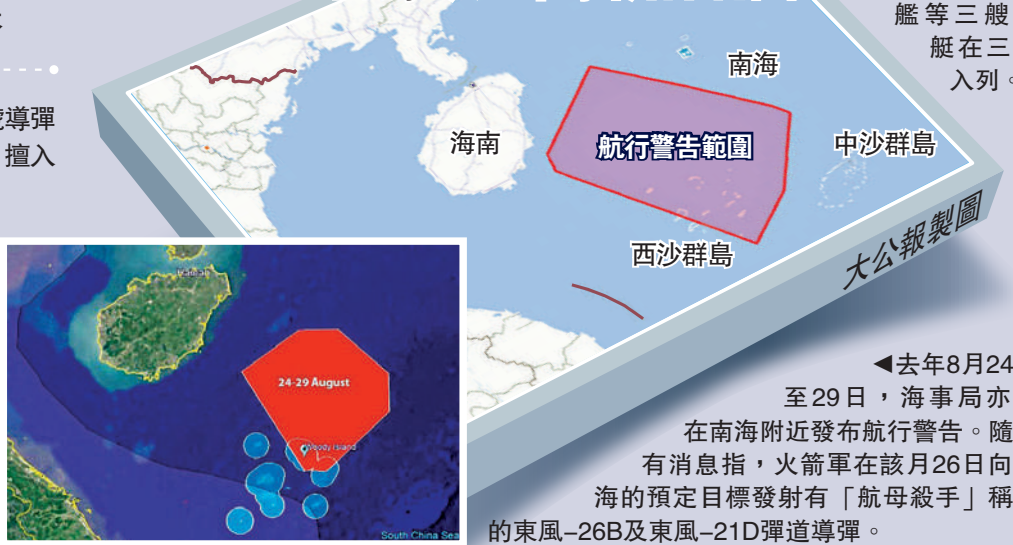 艦等三艘
艇在三
入列。
導彈
擅入
南海
海南
航行警告範圍
中沙群島
西沙群島
大公報製圖
24-29 August
Woody Island
South China Sea
◀去年8月24
至29日，海事局亦
在南海附近發布航行警告。隨
有消息指，火箭軍在該月26日向
海的預定目標發射有「航母殺手」稱
的東風–26B及東風–21D彈道導彈。